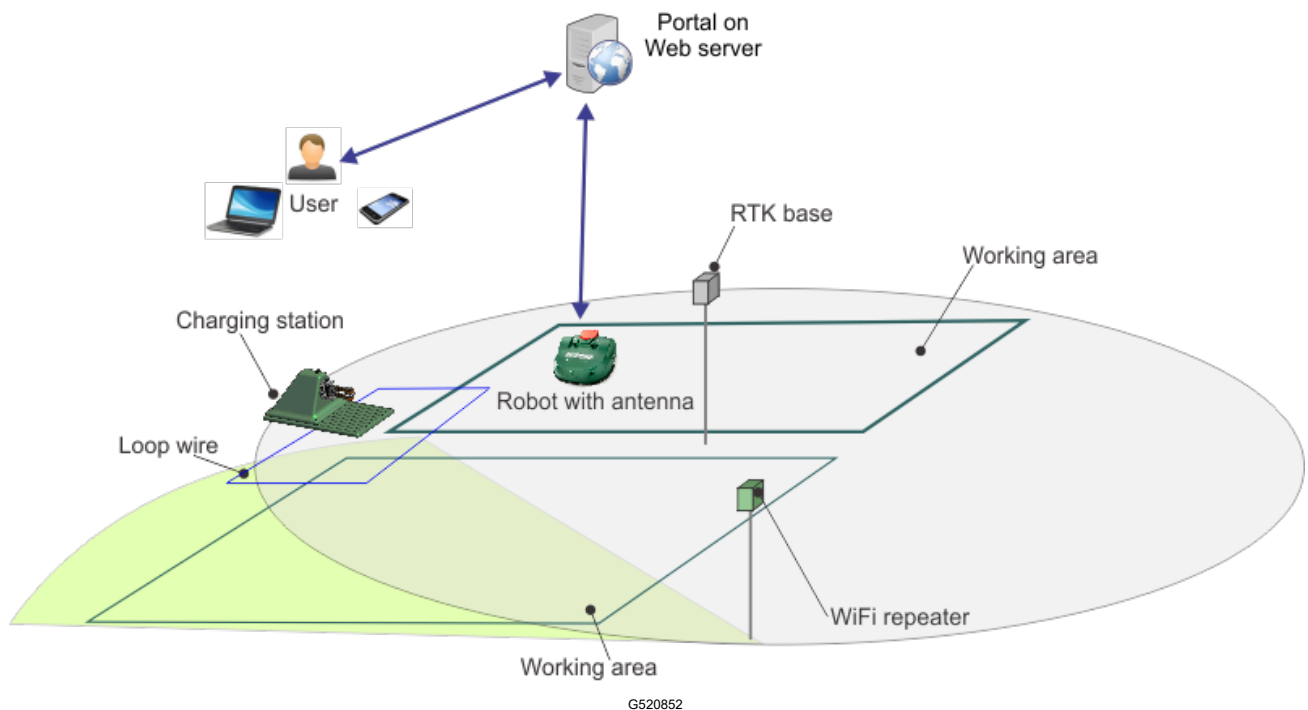 Portal on
Web server
User
RTK base
Working area
Charging station
Robot with antenna
Loop wire
WiFi repeater
Working area
G520852